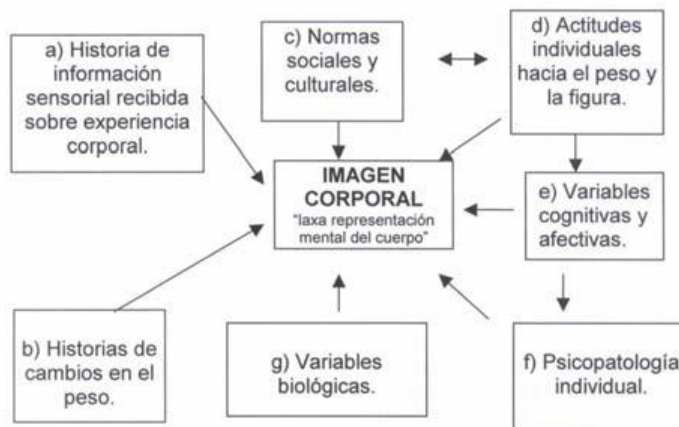 a) Historia de
información
sensorial recibida
sobre experiencia
corporal.
c) Normas
sociales y
culturales.
d) Actitudes
individuales
hacia el peso y
la figura.
IMAGEN
CORPORAL
"laxa representación
mental del cuerpo"
e) Variables
cognitivas y
afectivas.
b) Historias de
cambios en el
peso.
g) Variables
biológicas.
f) Psicopatología
individual.